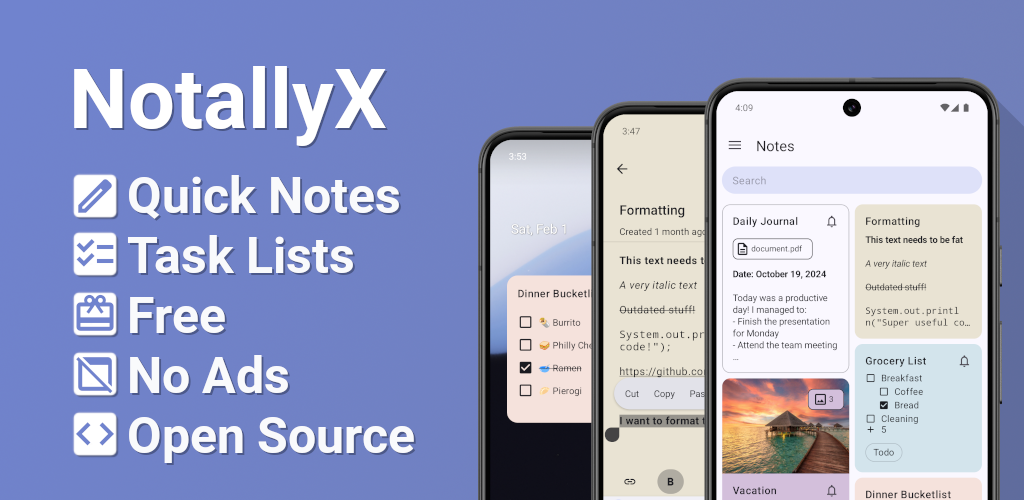 NotallyX
Quick Notes
Task Lists
Free
No Ads
Open Source
3:53
Sat, Feb 1
Dinner Bucketli
Burrito
Philly Che
Ramen
Pierogi
3:47
Formatting
Created 1 month ago
This text needs t
A very italic text
Outdated stuff!
System.out.pr
code!");
https://github.co
Cut Copy Pas
I want to format t
B
4:09
Notes
Search
Daily Journal
document.pdf
Date: October 19, 2024
Today was a productive
day! I managed to:
- Finish the presentation
for Monday
- Attend the team meeting
...
3
Vacation
Formatting
This text needs to be fat
A very italic text
Outdated stuff!
System.out.printl
n("Super useful co…
Grocery List
Breakfast
Coffee
Bread
Cleaning
+ 5
Todo
Dinner Bucketlist